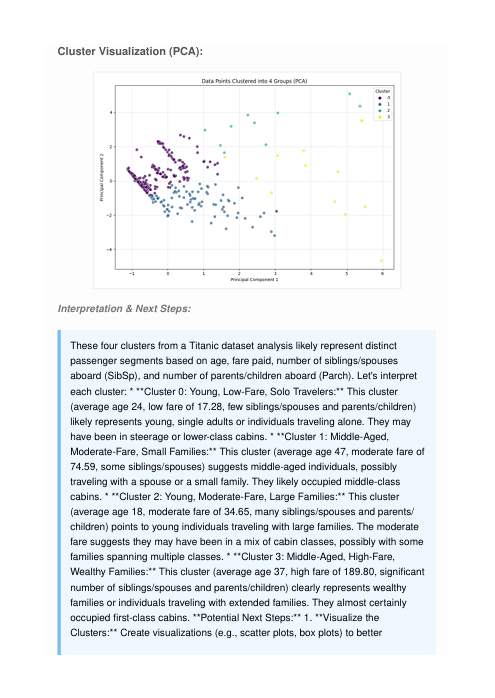 Cluster Visualization (PCA):
Data Points Clustered into 4 Groups (PCA)
Cluster
0
1
2
3
4
2
0
−2
−4
Principal Component 2
−1
0
1
2
3
4
5
6
Principal Component 1
Interpretation & Next Steps:
These four clusters from a Titanic dataset analysis likely represent distinct
passenger segments based on age, fare paid, number of siblings/spouses
aboard (SibSp), and number of parents/children aboard (Parch). Let's interpret
each cluster: * **Cluster 0: Young, Low-Fare, Solo Travelers:** This cluster
(average age 24, low fare of 17.28, few siblings/spouses and parents/children)
likely represents young, single adults or individuals traveling alone. They may
have been in steerage or lower-class cabins. * **Cluster 1: Middle-Aged,
Moderate-Fare, Small Families:** This cluster (average age 47, moderate fare of
74.59, some siblings/spouses) suggests middle-aged individuals, possibly
traveling with a spouse or a small family. They likely occupied middle-class
cabins. * **Cluster 2: Young, Moderate-Fare, Large Families:** This cluster
(average age 18, moderate fare of 34.65, many siblings/spouses and parents/
children) points to young individuals traveling with large families. The moderate
fare suggests they may have been in a mix of cabin classes, possibly with some
families spanning multiple classes. * **Cluster 3: Middle-Aged, High-Fare,
Wealthy Families:** This cluster (average age 37, high fare of 189.80, significant
number of siblings/spouses and parents/children) clearly represents wealthy
families or individuals traveling with extended families. They almost certainly
occupied first-class cabins. **Potential Next Steps:** 1. **Visualize the
Clusters:** Create visualizations (e.g., scatter plots, box plots) to better